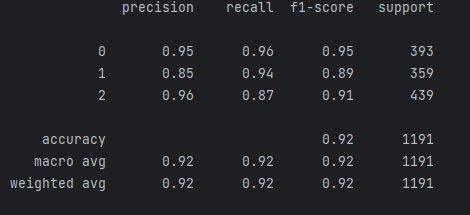 precision recall f1-score support
0 0.95 0.96 0.95 393
1 0.85 0.94 0.89 359
2 0.96 0.87 0.91 439
accuracy 0.92 1191
macro avg 0.92 0.92 0.92 1191
weighted avg 0.92 0.92 0.92 1191